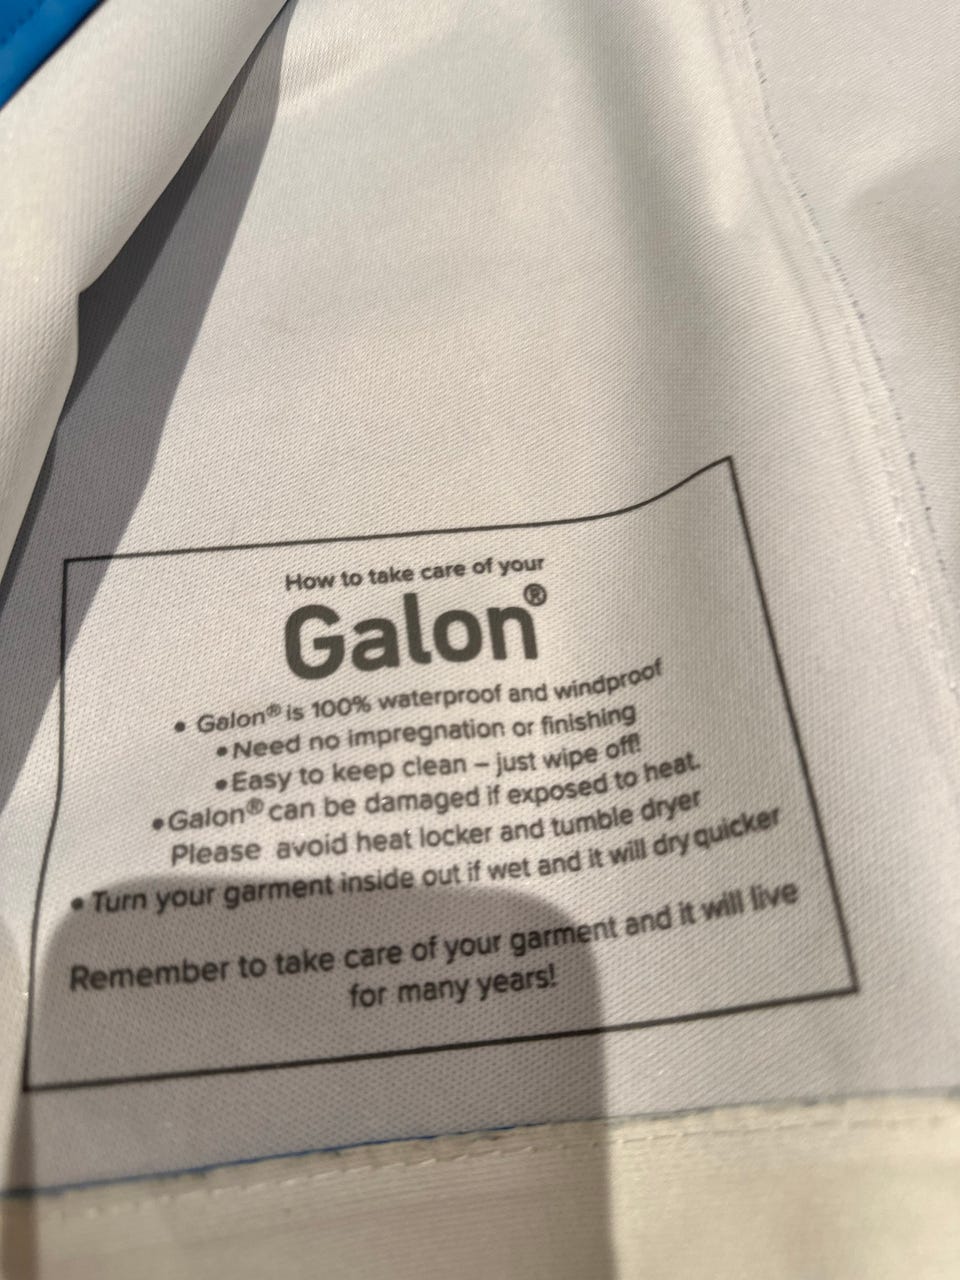 How to take care of your
Galon®
• Galon® is 100% waterproof and windproof
• Need no impregnation or finishing
• Easy to keep clean – just wipe off!
• Galon® can be damaged if exposed to heat.
Please avoid heat locker and tumble dryer
• Turn your garment inside out if wet and it will dry quicker
Remember to take care of your garment and it will live
for many years!